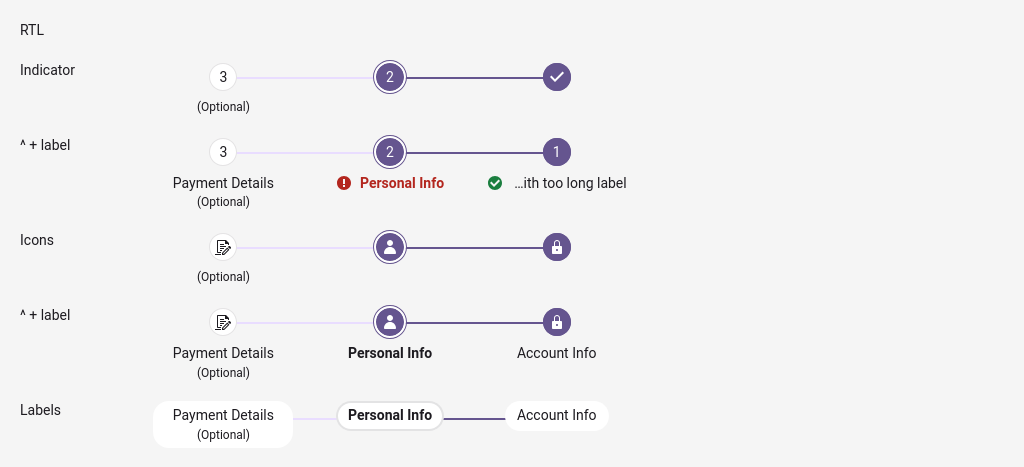 RTL
Indicator
3 2
(Optional)
^ + label
3 2 1
Payment Details Personal Info ...ith too long label
(Optional)
Icons
(Optional)
^ + label
Payment Details Personal Info Account Info
(Optional)
Labels
Payment Details Personal Info Account Info
(Optional)